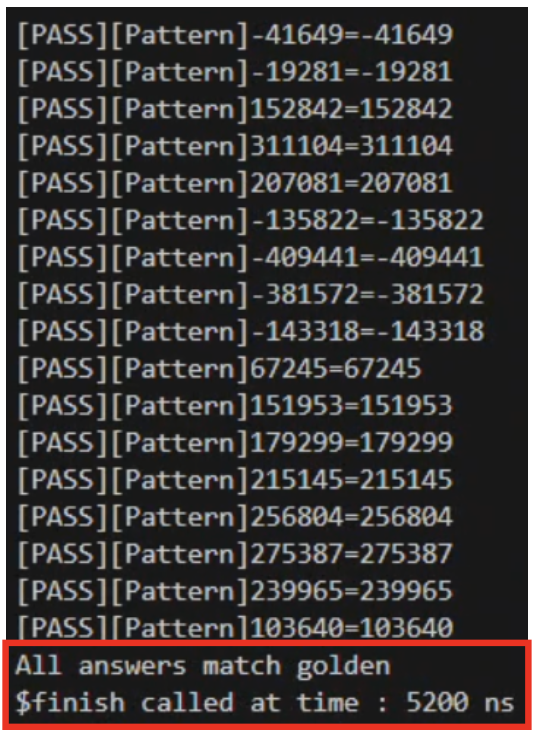 [PASS][Pattern]-41649=-41649
[PASS][Pattern]-19281=-19281
[PASS][Pattern]152842=152842
[PASS][Pattern]311104=311104
[PASS][Pattern]207081=207081
[PASS][Pattern]-135822=-135822
[PASS][Pattern]-409441=-409441
[PASS][Pattern]-381572=-381572
[PASS][Pattern]-143318=-143318
[PASS][Pattern]67245=67245
[PASS][Pattern]151953=151953
[PASS][Pattern]179299=179299
[PASS][Pattern]215145=215145
[PASS][Pattern]256804=256804
[PASS][Pattern]275387=275387
[PASS][Pattern]239965=239965
[PASS][Pattern]103640=103640
All answers match golden
$finish called at time : 5200 ns